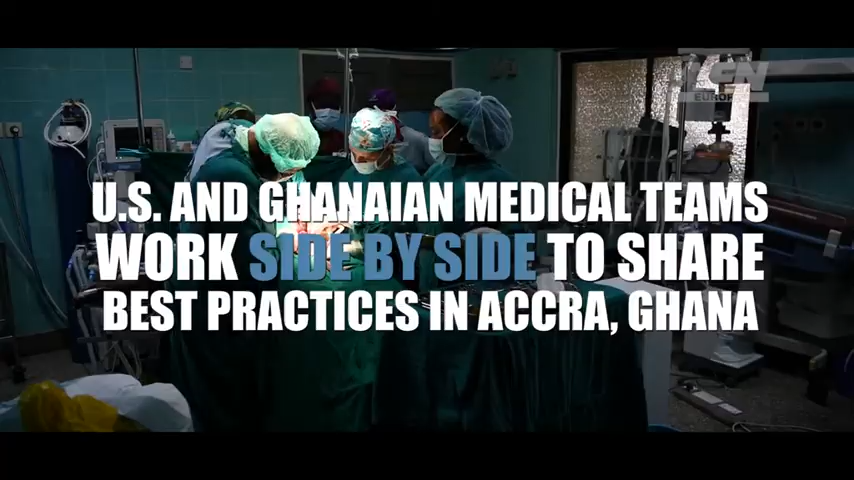 U.S. AND GHANAIAN MEDICAL TEAMS
WORK SIDE BY SIDE TO SHARE
BEST PRACTICES IN ACCRA, GHANA